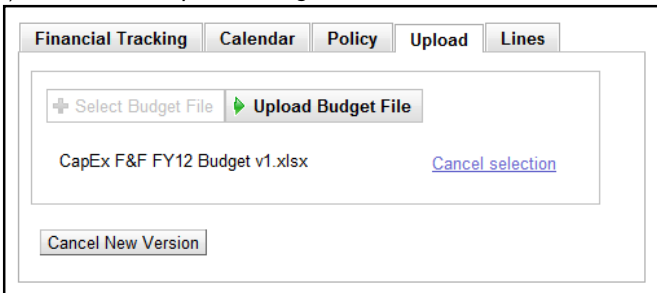 Financial Tracking Calendar Policy Upload Lines
Select Budget File Upload Budget File
CapEx F&F FY12 Budget v1.xlsx Cancel selection
Cancel New Version